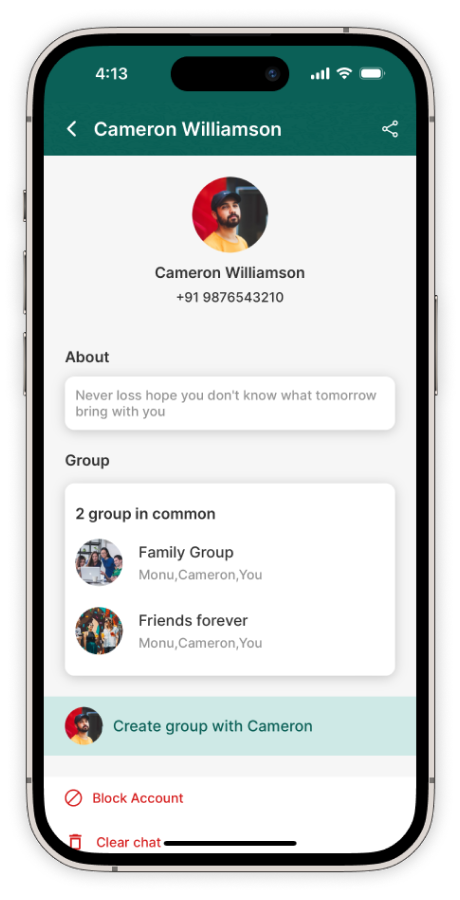 4:13
Cameron Williamson
Cameron Williamson
+91 9876543210
About
Never loss hope you don't know what tomorrow
bring with you
Group
2 group in common
Family Group
Monu,Cameron,You
Friends forever
Monu,Cameron,You
Create group with Cameron
Block Account
Clear chat